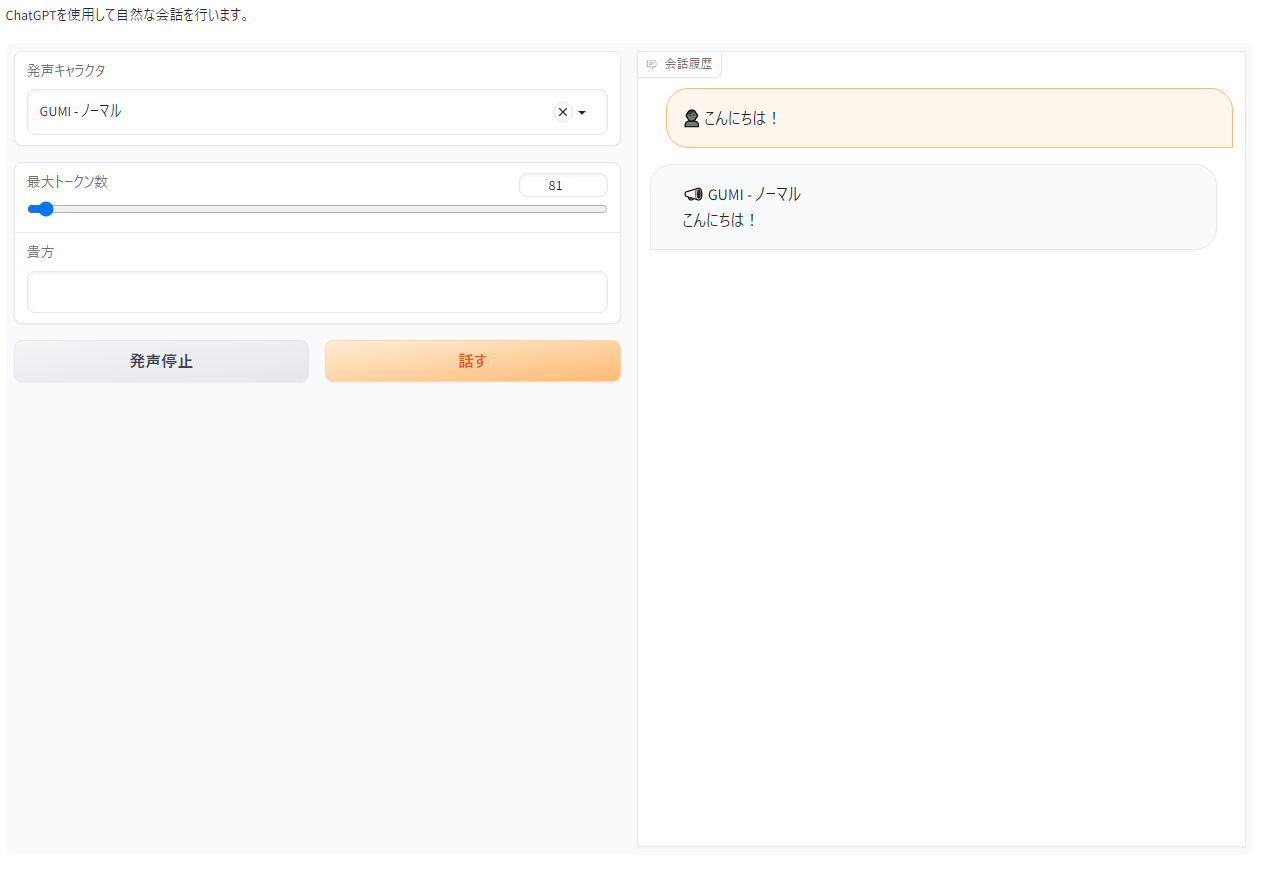 ChatGPTを使用して自然な会話を行います。
発声キャラクタ
GUMI - ノーマル
最大トークン数
81
貴方
発声停止
話す
会話履歴
こんにちは！
GUMI - ノーマル
こんにちは！